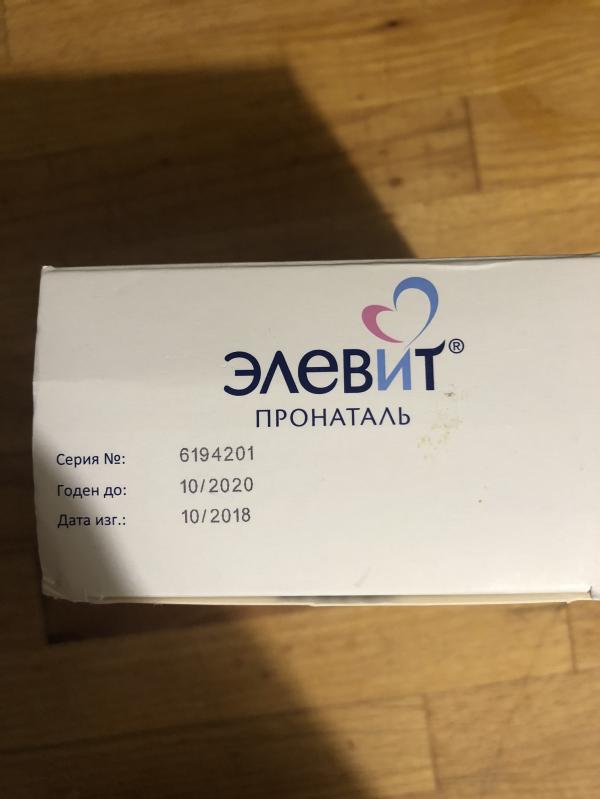 ЭЛЕВИТ®
ПРОНАТАЛЬ
Серия №: 6194201
Годен до: 10/2020
Дата изг.: 10/2018